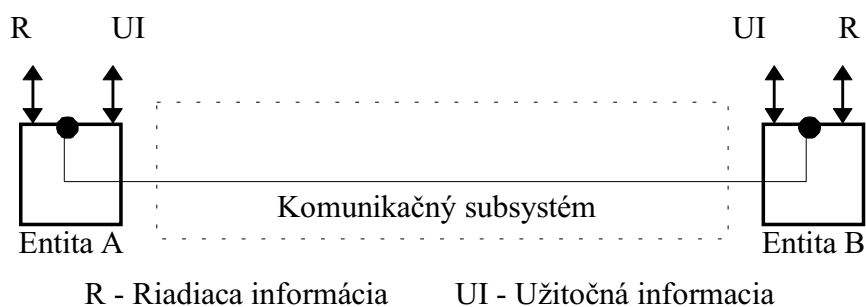 R UI UI R
Komunikačný subsystém
Entita A Entita B
R - Riadiaca informácia UI - Užitočná informacia